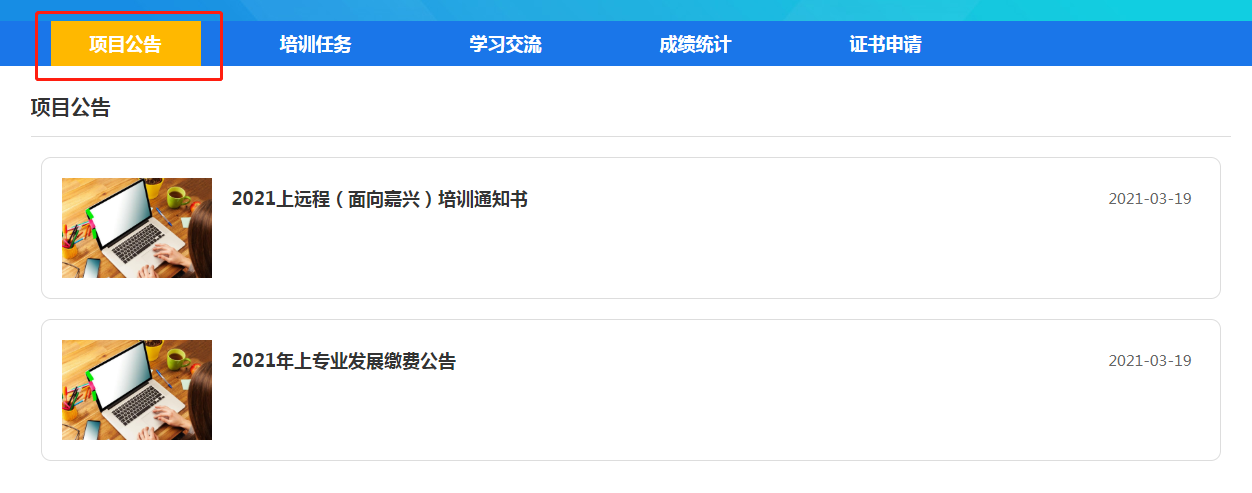 项目公告 培训任务 学习交流 成绩统计 证书申请
项目公告
2021上远程（面向嘉兴）培训通知书 2021-03-19
2021年上专业发展缴费公告 2021-03-19